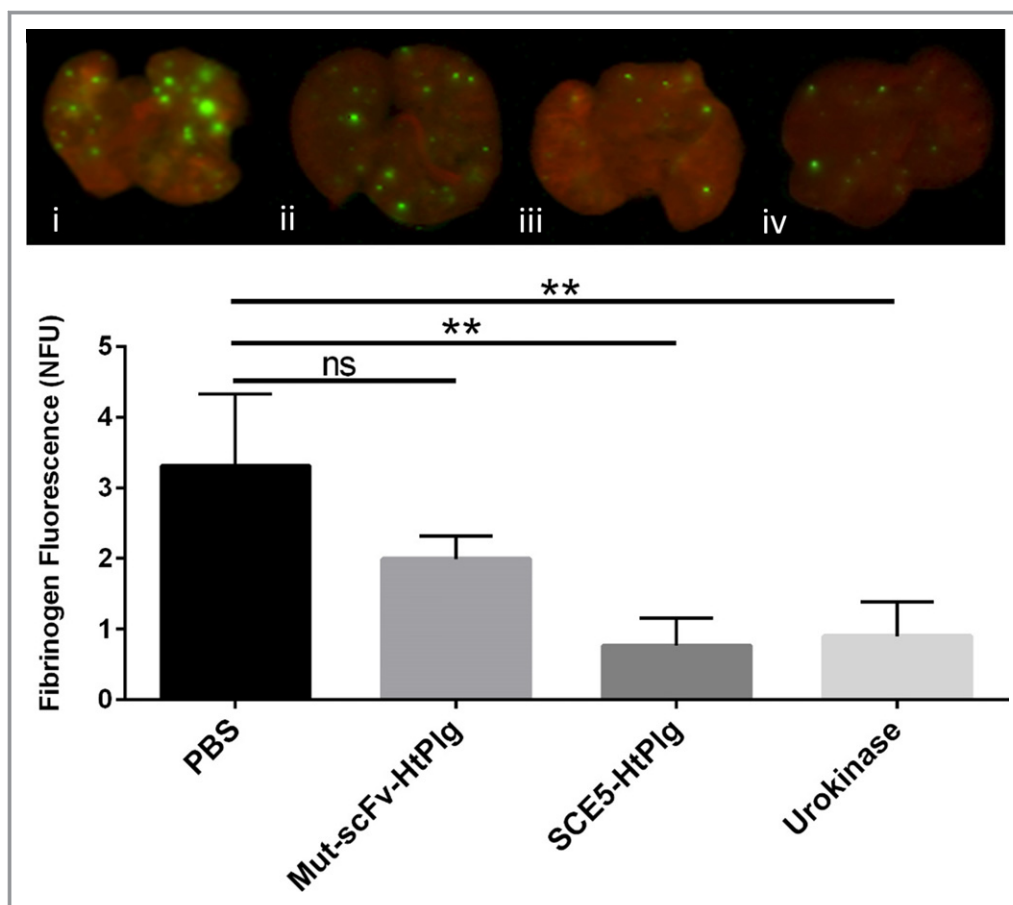 i ii iii iv
**
**
ns
Fibrinogen Fluorescence (NFU)
5
4
3
2
1
0
PBS
Mut-scFv-HtPlg
SCE5-HtPlg
Urokinase